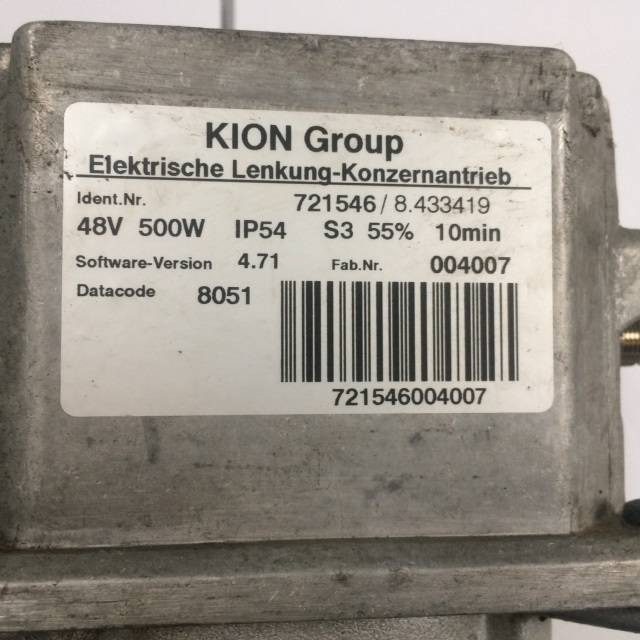 KION Group
Elektrische Lenkung-Konzernantrieb
Ident.Nr. 721546 / 8.433419
48V 500W IP54 S3 55% 10min
Software-Version 4.71 Fab.Nr. 004007
Datacode 8051
721546004007